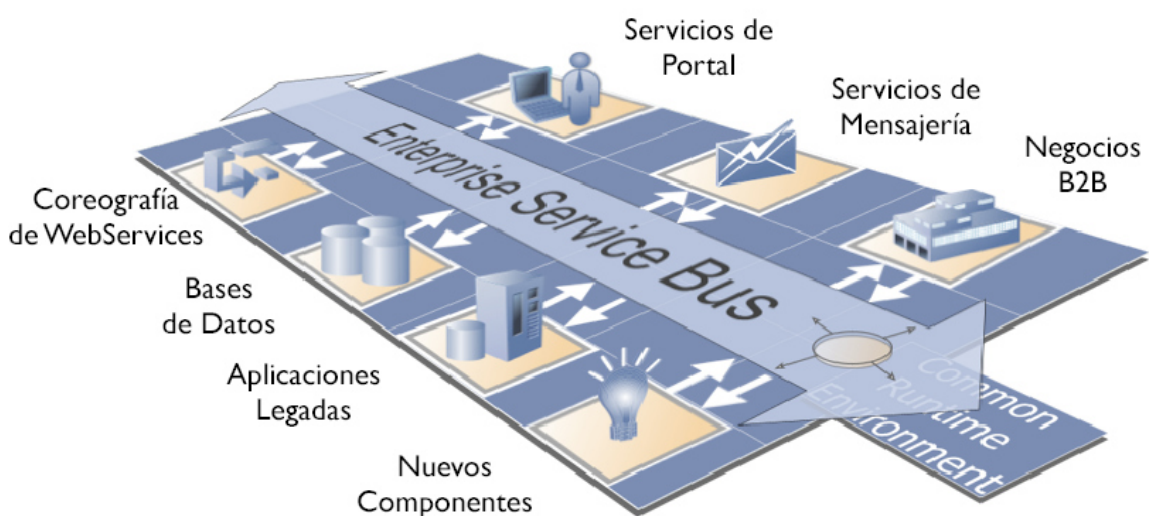 Servicios de
Portal
Servicios de
Mensajería
Negocios
B2B
Enterprise Service Bus
Coreografía
de WebServices
Bases
de Datos
Aplicaciones
Legadas
Nuevos
Componentes
Common
Runtime
Environment